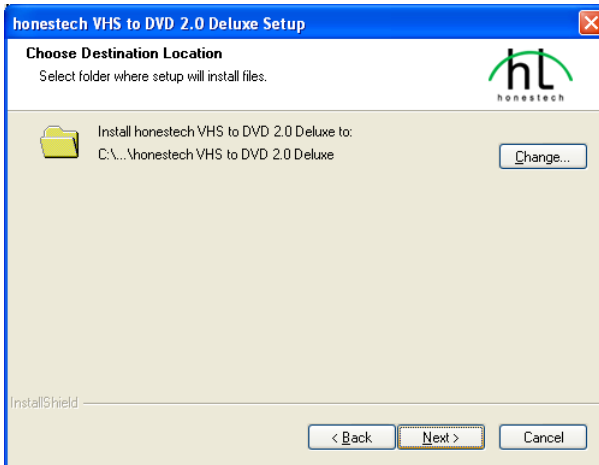 honestech VHS to DVD 2.0 Deluxe Setup
Choose Destination Location
Select folder where setup will install files.
hL
honestech
Install honestech VHS to DVD 2.0 Deluxe to:
C:\...\honestech VHS to DVD 2.0 Deluxe
Change...
InstallShield
< Back
Next >
Cancel